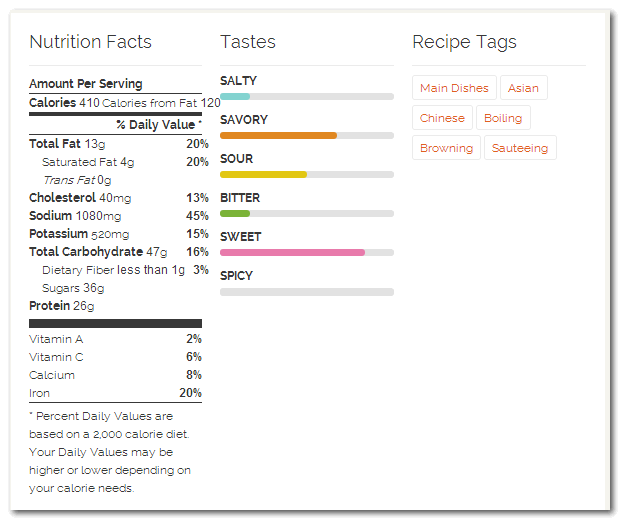 Nutrition Facts
Amount Per Serving
Calories 410 Calories from Fat 120
% Daily Value *
Total Fat 13g 20%
Saturated Fat 4g 20%
Trans Fat 0g
Cholesterol 40mg 13%
Sodium 1080mg 45%
Potassium 520mg 15%
Total Carbohydrate 47g 16%
Dietary Fiber less than 1g 3%
Sugars 36g
Protein 26g
Vitamin A 2%
Vitamin C 6%
Calcium 8%
Iron 20%
* Percent Daily Values are
based on a 2,000 calorie diet.
Your Daily Values may be
higher or lower depending on
your calorie needs.
Tastes
SALTY
SAVORY
SOUR
BITTER
SWEET
SPICY
Recipe Tags
Main Dishes Asian
Chinese Boiling
Browning Sauteeing